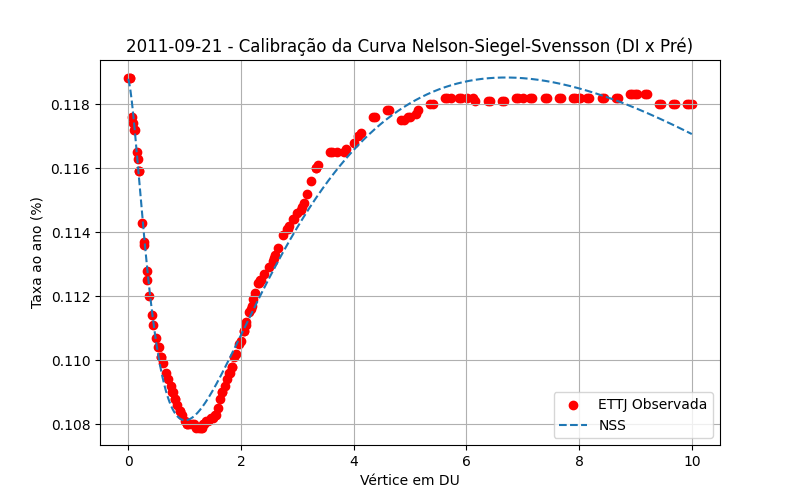 2011-09-21 - Calibração da Curva Nelson-Siegel-Svensson (DI x Pré)
Taxa ao ano (%)
0.118
0.116
0.114
0.112
0.110
0.108
ETTJ Observada
NSS
0 2 4 6 8 10
Vértice em DU